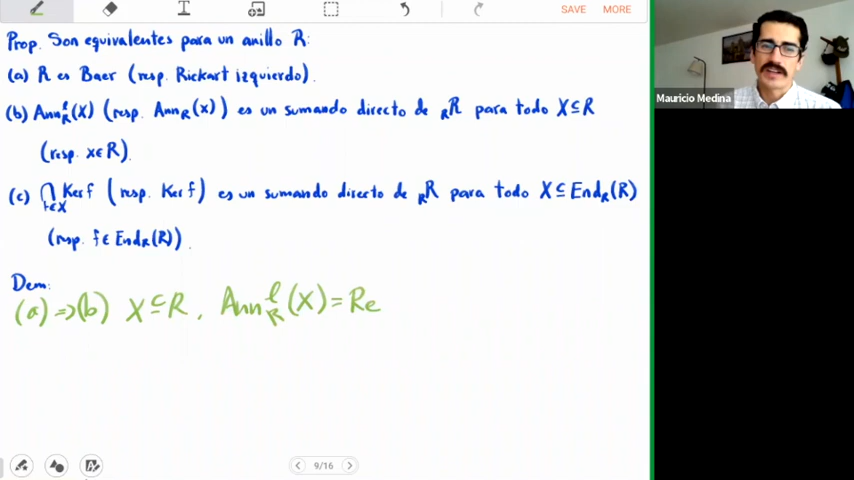 SAVE MORE
Prop. Son equivalentes para un anillo R:
(a) R es Baer (resp. Rickart izquierdo).
(b) Ann^ℓ_R(X) (resp. Ann_R(x)) es un sumando directo de _RR para todo X⊆R
(resp. x∈R).
(c) ⋂_{f∈X} Ker f (resp. Ker f) es un sumando directo de _RR para todo X⊆End_R(R)
(resp. f∈End_R(R)).
Dem:
(a)⇒(b) X⊆R, Ann^ℓ_R(X)=Re
9/16
Mauricio Medina